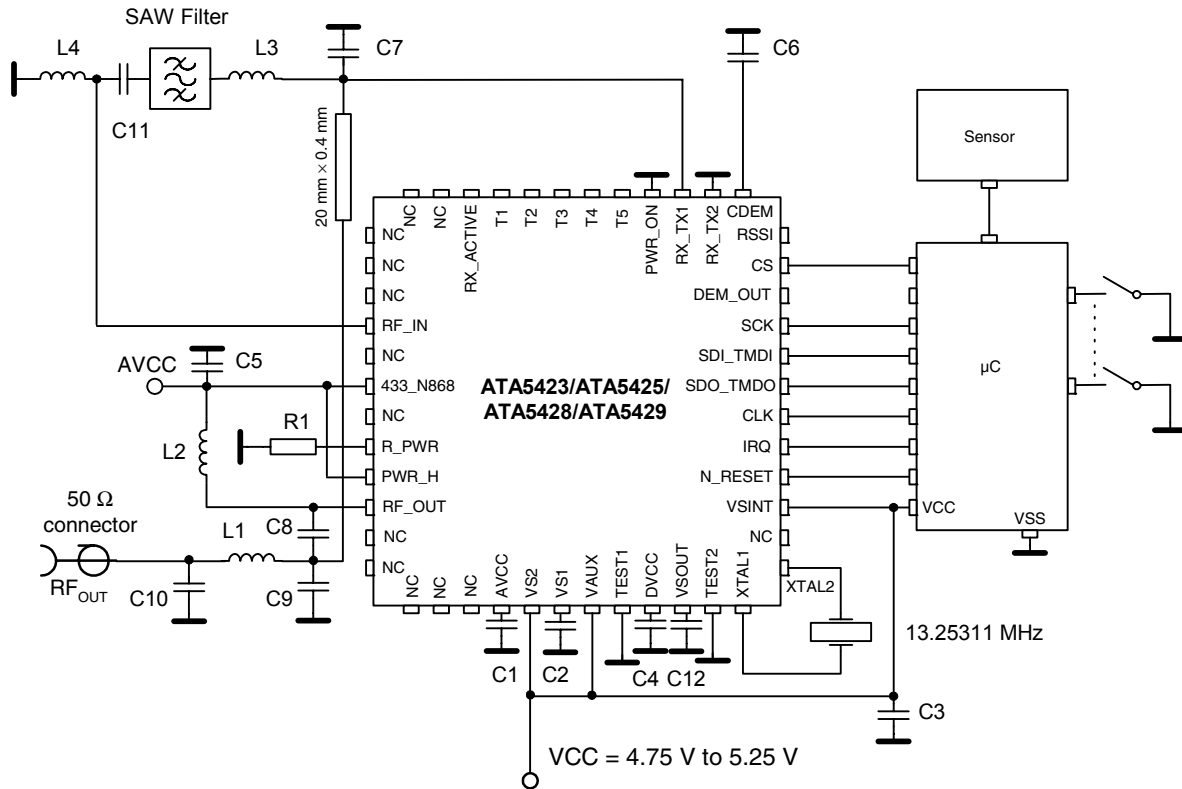 SAW Filter
L4
L3
C7
C6
C11
20 mm × 0.4 mm
Sensor
NC
NC
RX_ACTIVE
T1
T2
T3
T4
T5
PWR_ON
RX_TX1
RX_TX2
CDEM
NC
NC
NC
RF_IN
NC
433_N868
NC
R_PWR
PWR_H
RF_OUT
NC
NC
RSSI
CS
DEM_OUT
SCK
SDI_TMDI
SDO_TMDO
CLK
IRQ
N_RESET
VSINT
NC
XTAL2
ATA5423/ATA5425/
ATA5428/ATA5429
µC
VCC
VSS
AVCC
C5
R1
L2
50 Ω
connector
RFOUT
L1
C8
C10
C9
NC
NC
NC
AVCC
VS2
VS1
VAUX
TEST1
DVCC
VSOUT
TEST2
XTAL1
13.25311 MHz
C1
C2
C4
C12
C3
VCC = 4.75 V to 5.25 V